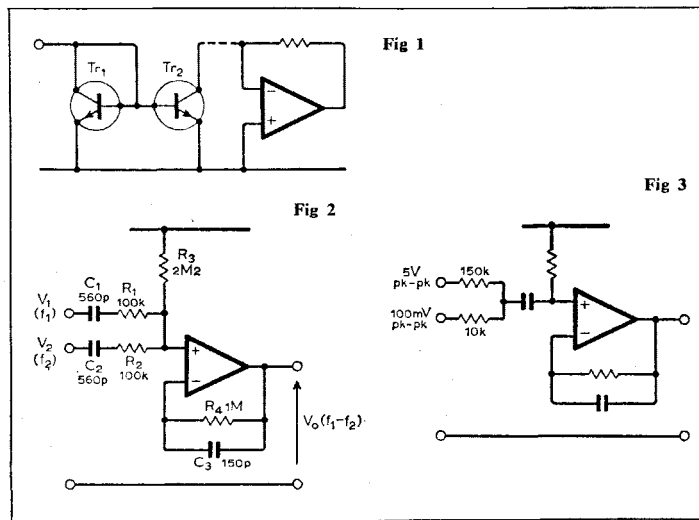 Fig 1
Tr1
Tr2
Fig 2
R3
2M2
C1
560p
R1
100k
V1
(f1)
V2
(f2)
C2
560p
R2
100k
R4 1M
C3 150p
Vo(f1-f2)
Fig 3
5V
pk-pk
150k
100mV
pk-pk
10k